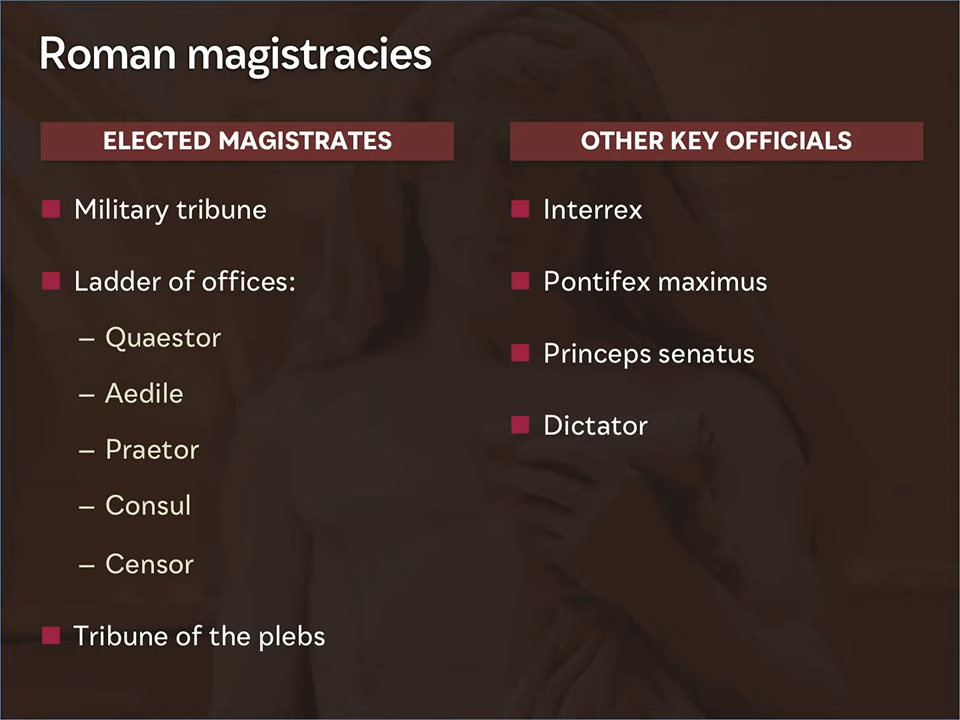 Roman magistracies
ELECTED MAGISTRATES
Military tribune
Ladder of offices:
– Quaestor
– Aedile
– Praetor
– Consul
– Censor
Tribune of the plebs
OTHER KEY OFFICIALS
Interrex
Pontifex maximus
Princeps senatus
Dictator